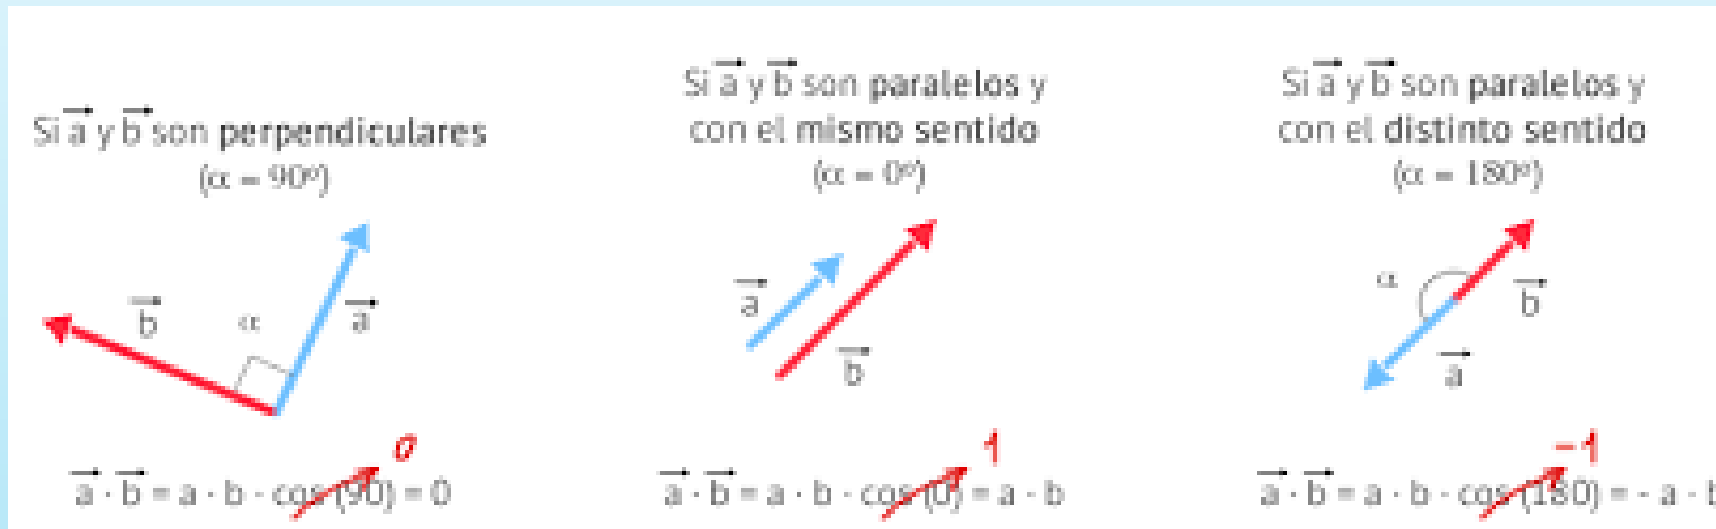 Si a y b son perpendiculares
(α = 90º)
b
α
a
0
a · b = a · b · cos (90) = 0
Si a y b son paralelos y
con el mismo sentido
(α = 0º)
a
b
1
a · b = a · b · cos (0) = a · b
Si a y b son paralelos y
con el distinto sentido
(α = 180º)
α
b
a
-1
a · b = a · b · cos (180) = - a · b